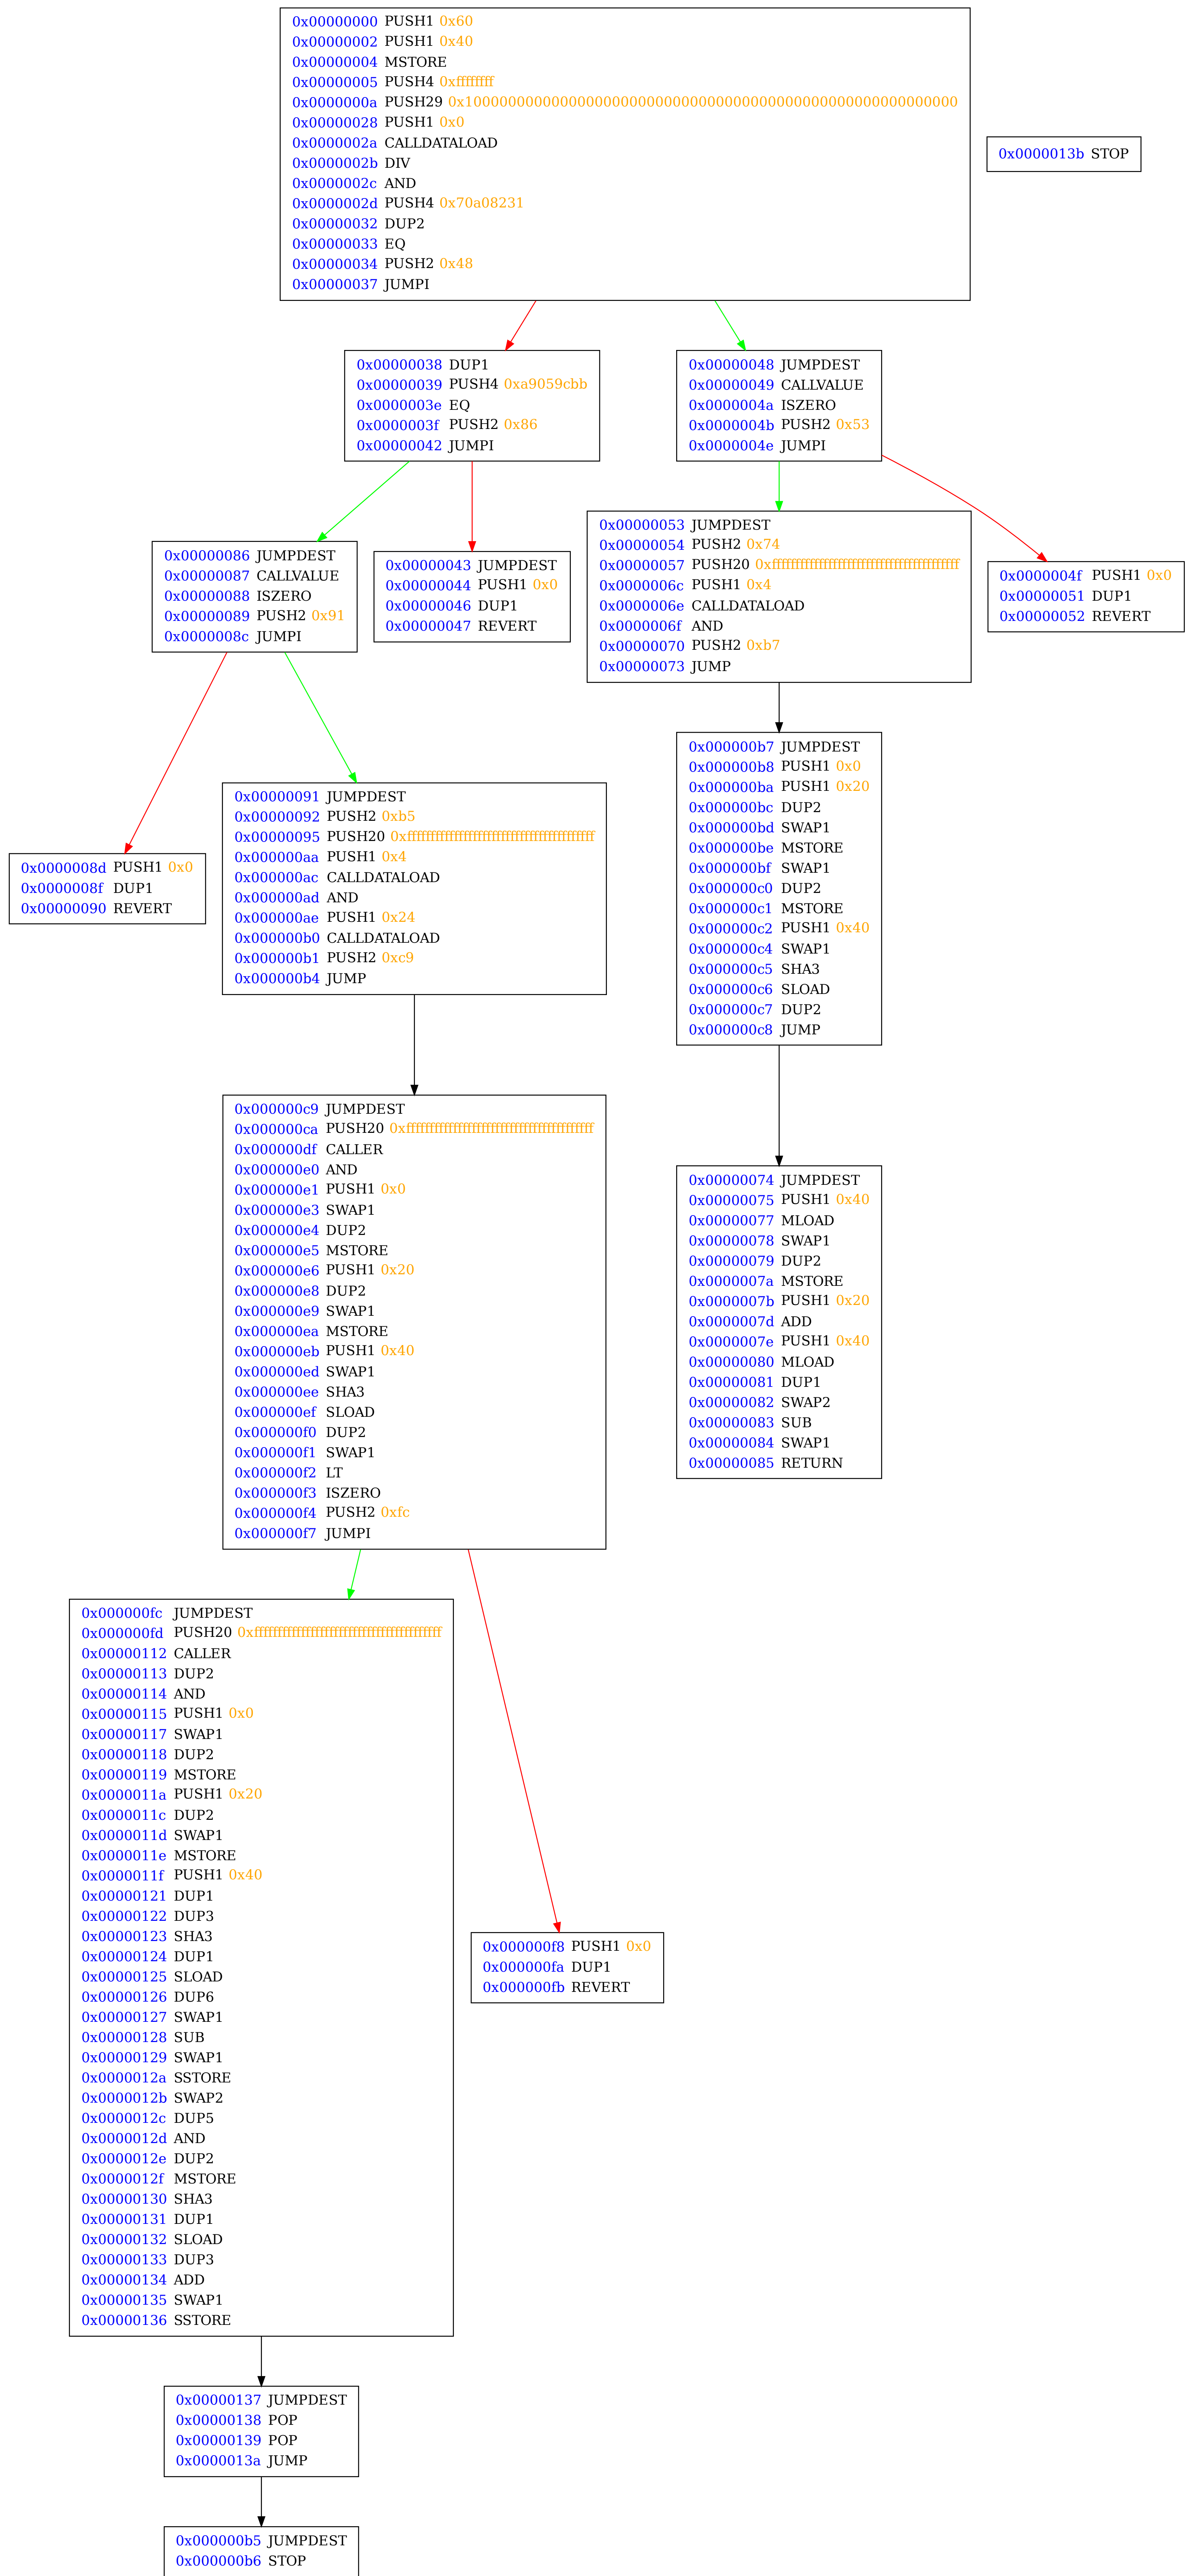 0x00000000 PUSH1 0x60
0x00000002 PUSH1 0x40
0x00000004 MSTORE
0x00000005 PUSH4 0xffffffff
0x0000000a PUSH29 0x100000000000000000000000000000000000000000000000000000000
0x00000028 PUSH1 0x0
0x0000002a CALLDATALOAD
0x0000002b DIV
0x0000002c AND
0x0000002d PUSH4 0x70a08231
0x00000032 DUP2
0x00000033 EQ
0x00000034 PUSH2 0x48
0x00000037 JUMPI
0x0000013b STOP
0x00000038 DUP1
0x00000039 PUSH4 0xa9059cbb
0x0000003e EQ
0x0000003f PUSH2 0x86
0x00000042 JUMPI
0x00000048 JUMPDEST
0x00000049 CALLVALUE
0x0000004a ISZERO
0x0000004b PUSH2 0x53
0x0000004e JUMPI
0x00000086 JUMPDEST
0x00000087 CALLVALUE
0x00000088 ISZERO
0x00000089 PUSH2 0x91
0x0000008c JUMPI
0x00000043 JUMPDEST
0x00000044 PUSH1 0x0
0x00000046 DUP1
0x00000047 REVERT
0x00000053 JUMPDEST
0x00000054 PUSH2 0x74
0x00000057 PUSH20 0xffffffffffffffffffffffffffffffffffffffff
0x0000006c PUSH1 0x4
0x0000006e CALLDATALOAD
0x0000006f AND
0x00000070 PUSH2 0xb7
0x00000073 JUMP
0x0000004f PUSH1 0x0
0x00000051 DUP1
0x00000052 REVERT
0x0000008d PUSH1 0x0
0x0000008f DUP1
0x00000090 REVERT
0x00000091 JUMPDEST
0x00000092 PUSH2 0xb5
0x00000095 PUSH20 0xffffffffffffffffffffffffffffffffffffffff
0x000000aa PUSH1 0x4
0x000000ac CALLDATALOAD
0x000000ad AND
0x000000ae PUSH1 0x24
0x000000b0 CALLDATALOAD
0x000000b1 PUSH2 0xc9
0x000000b4 JUMP
0x000000b7 JUMPDEST
0x000000b8 PUSH1 0x0
0x000000ba PUSH1 0x20
0x000000bc DUP2
0x000000bd SWAP1
0x000000be MSTORE
0x000000bf SWAP1
0x000000c0 DUP2
0x000000c1 MSTORE
0x000000c2 PUSH1 0x40
0x000000c4 SWAP1
0x000000c5 SHA3
0x000000c6 SLOAD
0x000000c7 DUP2
0x000000c8 JUMP
0x000000c9 JUMPDEST
0x000000ca PUSH20 0xffffffffffffffffffffffffffffffffffffffff
0x000000df CALLER
0x000000e0 AND
0x000000e1 PUSH1 0x0
0x000000e3 SWAP1
0x000000e4 DUP2
0x000000e5 MSTORE
0x000000e6 PUSH1 0x20
0x000000e8 DUP2
0x000000e9 SWAP1
0x000000ea MSTORE
0x000000eb PUSH1 0x40
0x000000ed SWAP1
0x000000ee SHA3
0x000000ef SLOAD
0x000000f0 DUP2
0x000000f1 SWAP1
0x000000f2 LT
0x000000f3 ISZERO
0x000000f4 PUSH2 0xfc
0x000000f7 JUMPI
0x00000074 JUMPDEST
0x00000075 PUSH1 0x40
0x00000077 MLOAD
0x00000078 SWAP1
0x00000079 DUP2
0x0000007a MSTORE
0x0000007b PUSH1 0x20
0x0000007d ADD
0x0000007e PUSH1 0x40
0x00000080 MLOAD
0x00000081 DUP1
0x00000082 SWAP2
0x00000083 SUB
0x00000084 SWAP1
0x00000085 RETURN
0x000000fc JUMPDEST
0x000000fd PUSH20 0xffffffffffffffffffffffffffffffffffffffff
0x00000112 CALLER
0x00000113 DUP2
0x00000114 AND
0x00000115 PUSH1 0x0
0x00000117 SWAP1
0x00000118 DUP2
0x00000119 MSTORE
0x0000011a PUSH1 0x20
0x0000011c DUP2
0x0000011d SWAP1
0x0000011e MSTORE
0x0000011f PUSH1 0x40
0x00000121 DUP1
0x00000122 DUP3
0x00000123 SHA3
0x00000124 DUP1
0x00000125 SLOAD
0x00000126 DUP6
0x00000127 SWAP1
0x00000128 SUB
0x00000129 SWAP1
0x0000012a SSTORE
0x0000012b SWAP2
0x0000012c DUP5
0x0000012d AND
0x0000012e DUP2
0x0000012f MSTORE
0x00000130 SHA3
0x00000131 DUP1
0x00000132 SLOAD
0x00000133 DUP3
0x00000134 ADD
0x00000135 SWAP1
0x00000136 SSTORE
0x000000f8 PUSH1 0x0
0x000000fa DUP1
0x000000fb REVERT
0x00000137 JUMPDEST
0x00000138 POP
0x00000139 POP
0x0000013a JUMP
0x000000b5 JUMPDEST
0x000000b6 STOP